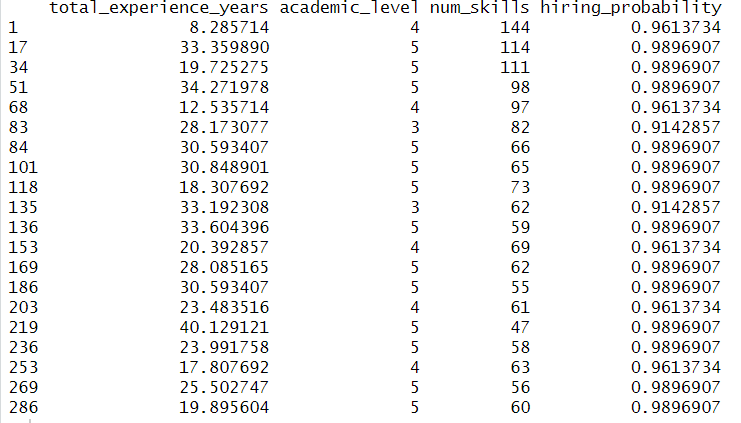 total_experience_years academic_level num_skills hiring_probability
1 8.285714 4 144 0.9613734
17 33.359890 5 114 0.9896907
34 19.725275 5 111 0.9896907
51 34.271978 5 98 0.9896907
68 12.535714 4 97 0.9613734
83 28.173077 3 82 0.9142857
84 30.593407 5 66 0.9896907
101 30.848901 5 65 0.9896907
118 18.307692 5 73 0.9896907
135 33.192308 3 62 0.9142857
136 33.604396 5 59 0.9896907
153 20.392857 4 69 0.9613734
169 28.085165 5 62 0.9896907
186 30.593407 5 55 0.9896907
203 23.483516 4 61 0.9613734
219 40.129121 5 47 0.9896907
236 23.991758 5 58 0.9896907
253 17.807692 4 63 0.9613734
269 25.502747 5 56 0.9896907
286 19.895604 5 60 0.9896907